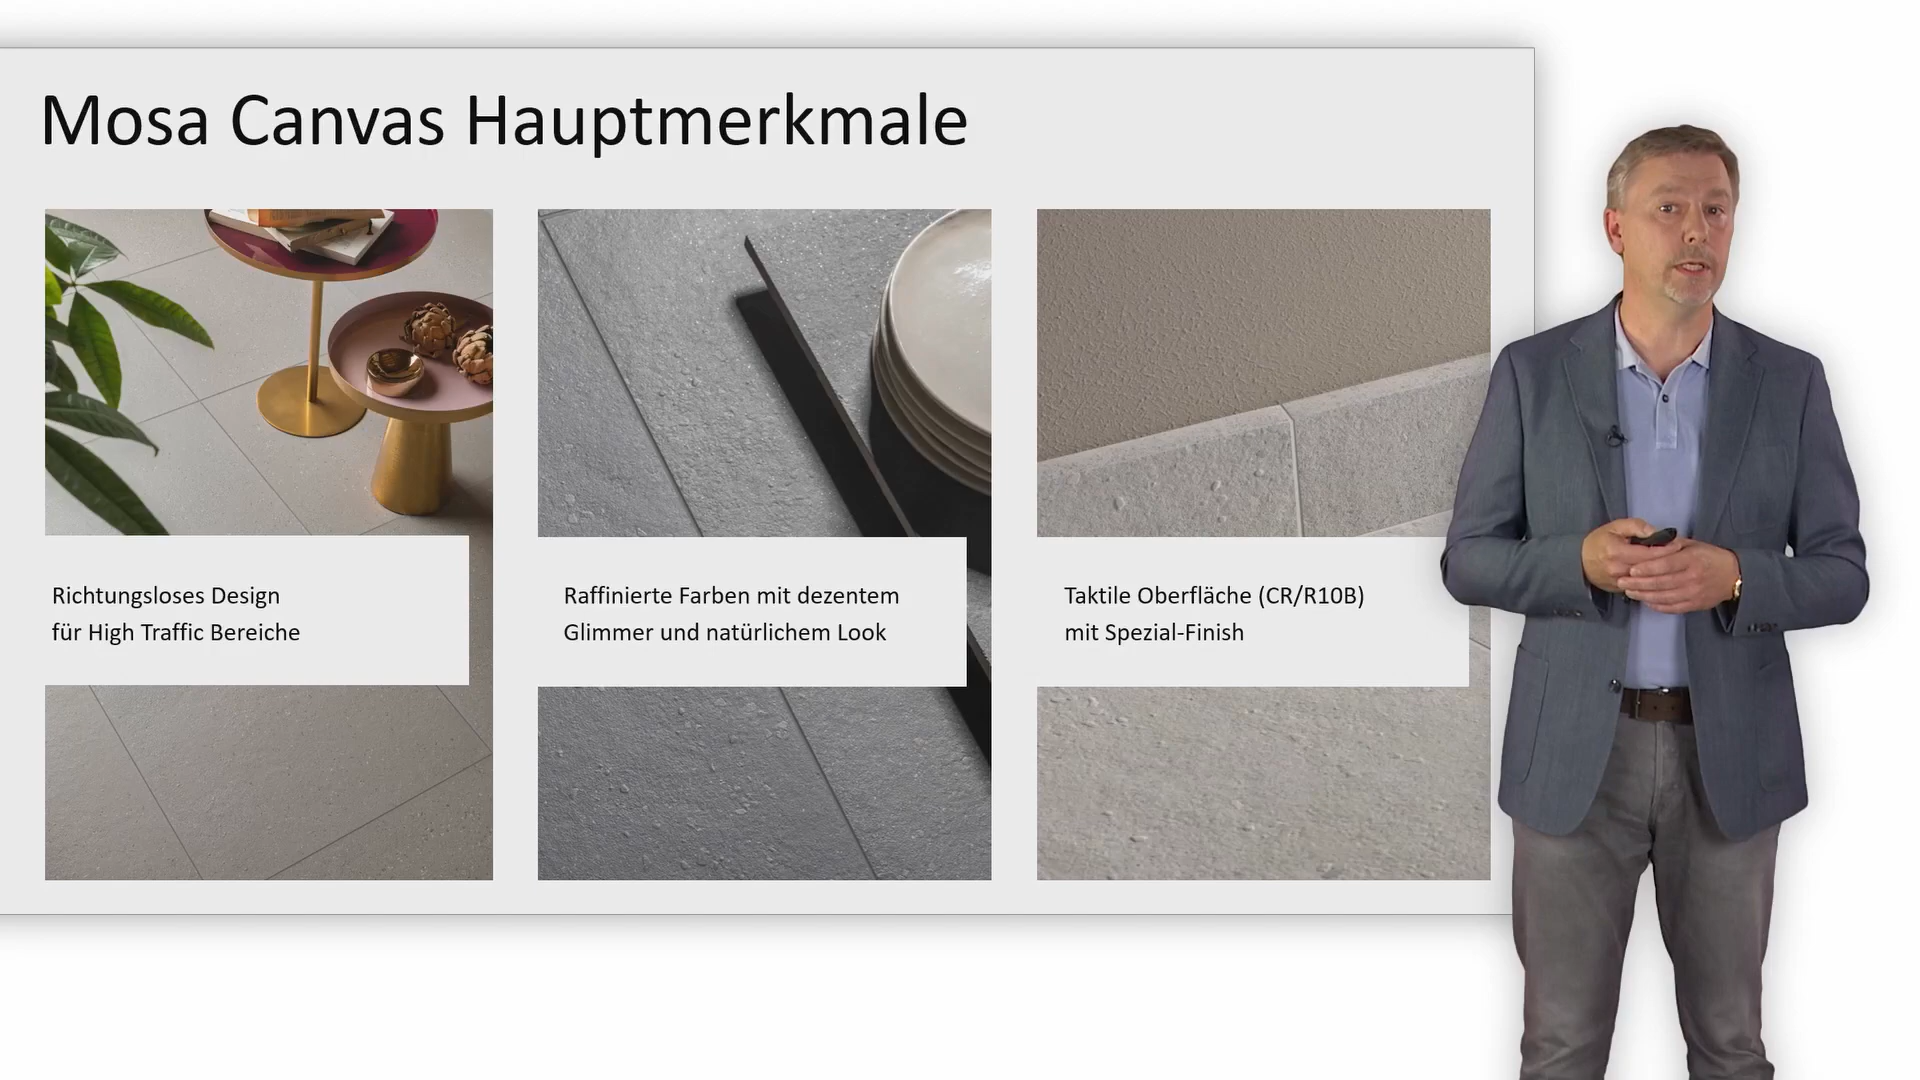 Mosa Canvas Hauptmerkmale
Richtungsloses Design
für High Traffic Bereiche
Raffinierte Farben mit dezentem
Glimmer und natürlichem Look
Taktile Oberfläche (CR/R10B)
mit Spezial-Finish